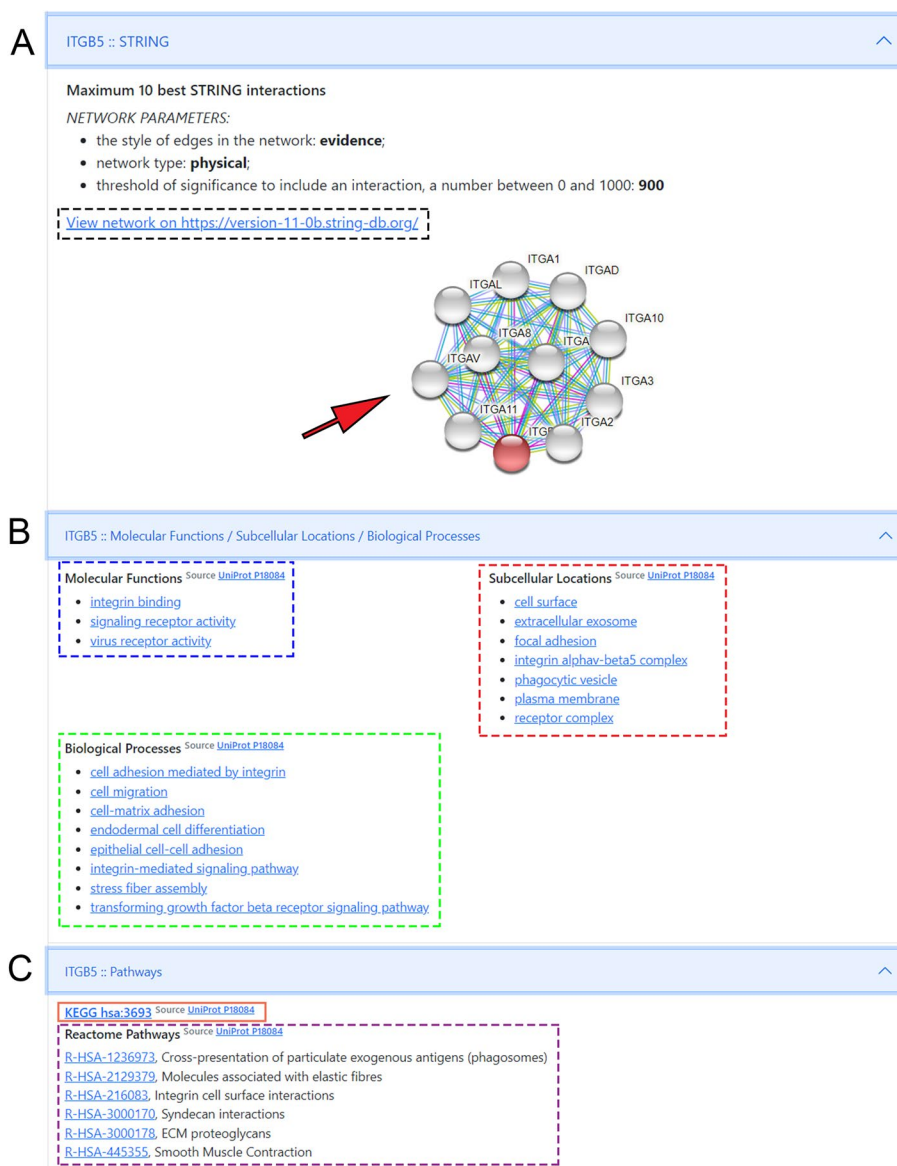 A
ITGB5 :: STRING
Maximum 10 best STRING interactions
NETWORK PARAMETERS:
• the style of edges in the network: evidence;
• network type: physical;
• threshold of significance to include an interaction, a number between 0 and 1000: 900
View network on https://version-11-0b.string-db.org/
ITGA1
ITGAD
ITGAL
ITGA10
ITGA8
ITGA
ITGAV
ITGA3
ITGA11
ITGA2
B
ITGB5 :: Molecular Functions / Subcellular Locations / Biological Processes
Molecular Functions Source UniProt P18084
• integrin binding
• signaling receptor activity
• virus receptor activity
Subcellular Locations Source UniProt P18084
• cell surface
• extracellular exosome
• focal adhesion
• integrin alphav-beta5 complex
• phagocytic vesicle
• plasma membrane
• receptor complex
Biological Processes Source UniProt P18084
• cell adhesion mediated by integrin
• cell migration
• cell-matrix adhesion
• endodermal cell differentiation
• epithelial cell-cell adhesion
• integrin-mediated signaling pathway
• stress fiber assembly
• transforming growth factor beta receptor signaling pathway
C
ITGB5 :: Pathways
KEGG hsa:3693 Source UniProt P18084
Reactome Pathways Source UniProt P18084
R-HSA-1236973, Cross-presentation of particulate exogenous antigens (phagosomes)
R-HSA-2129379, Molecules associated with elastic fibres
R-HSA-216083, Integrin cell surface interactions
R-HSA-3000170, Syndecan interactions
R-HSA-3000178, ECM proteoglycans
R-HSA-445355, Smooth Muscle Contraction